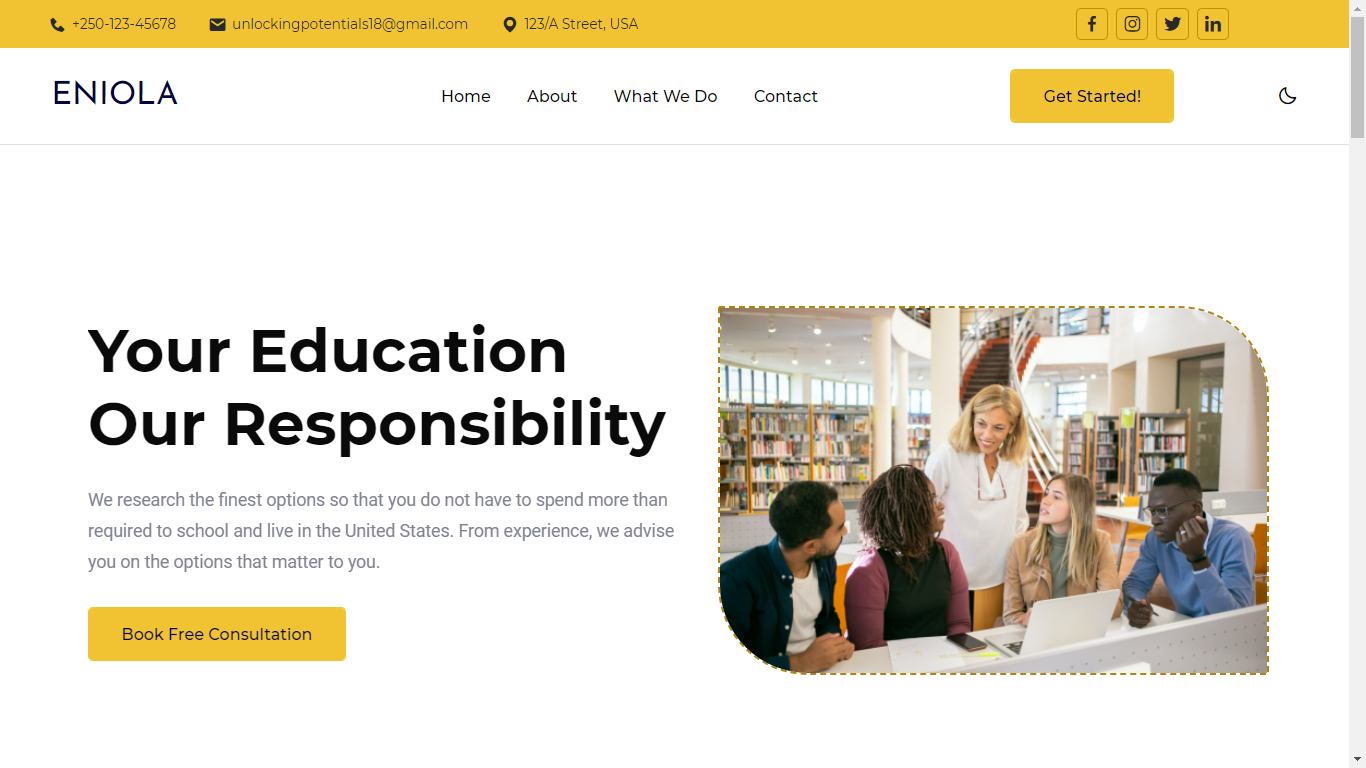 +250-123-45678 unlockingpotentials18@gmail.com 123/A Street, USA
ENIOLA Home About What We Do Contact Get Started!
Your Education
Our Responsibility
We research the finest options so that you do not have to spend more than
required to school and live in the United States. From experience, we advise
you on the options that matter to you.
Book Free Consultation